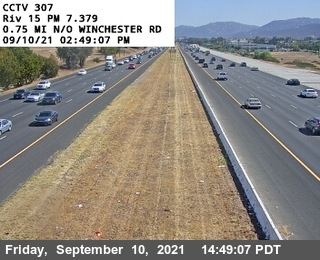 CCTV 307
Riv 15 PM 7.379
0.75 MI N/O WINCHESTER RD
09/10/21 02:49:07 PM
Friday, September 10, 2021 14:49:07 PDT